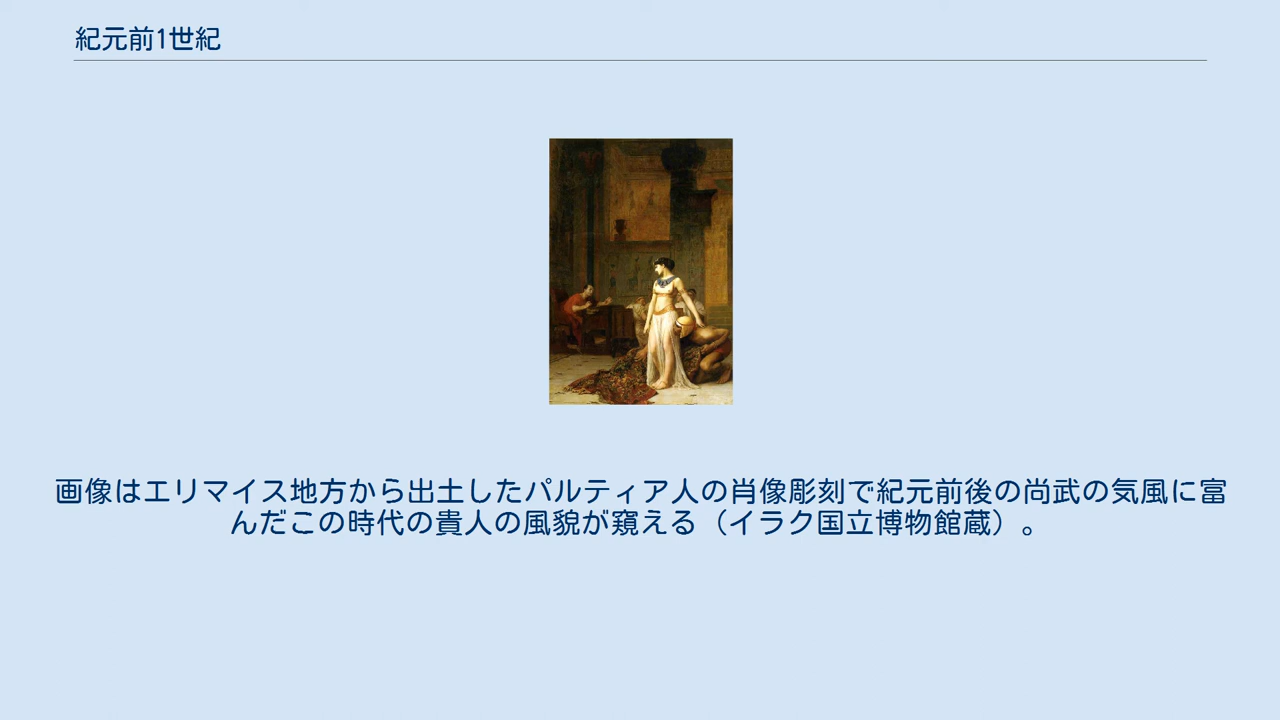 紀元前1世紀
画像はエリマイス地方から出土したパルティア人の肖像彫刻で紀元前後の尚武の気風に富
んだこの時代の貴人の風貌が窺える（イラク国立博物館蔵）。